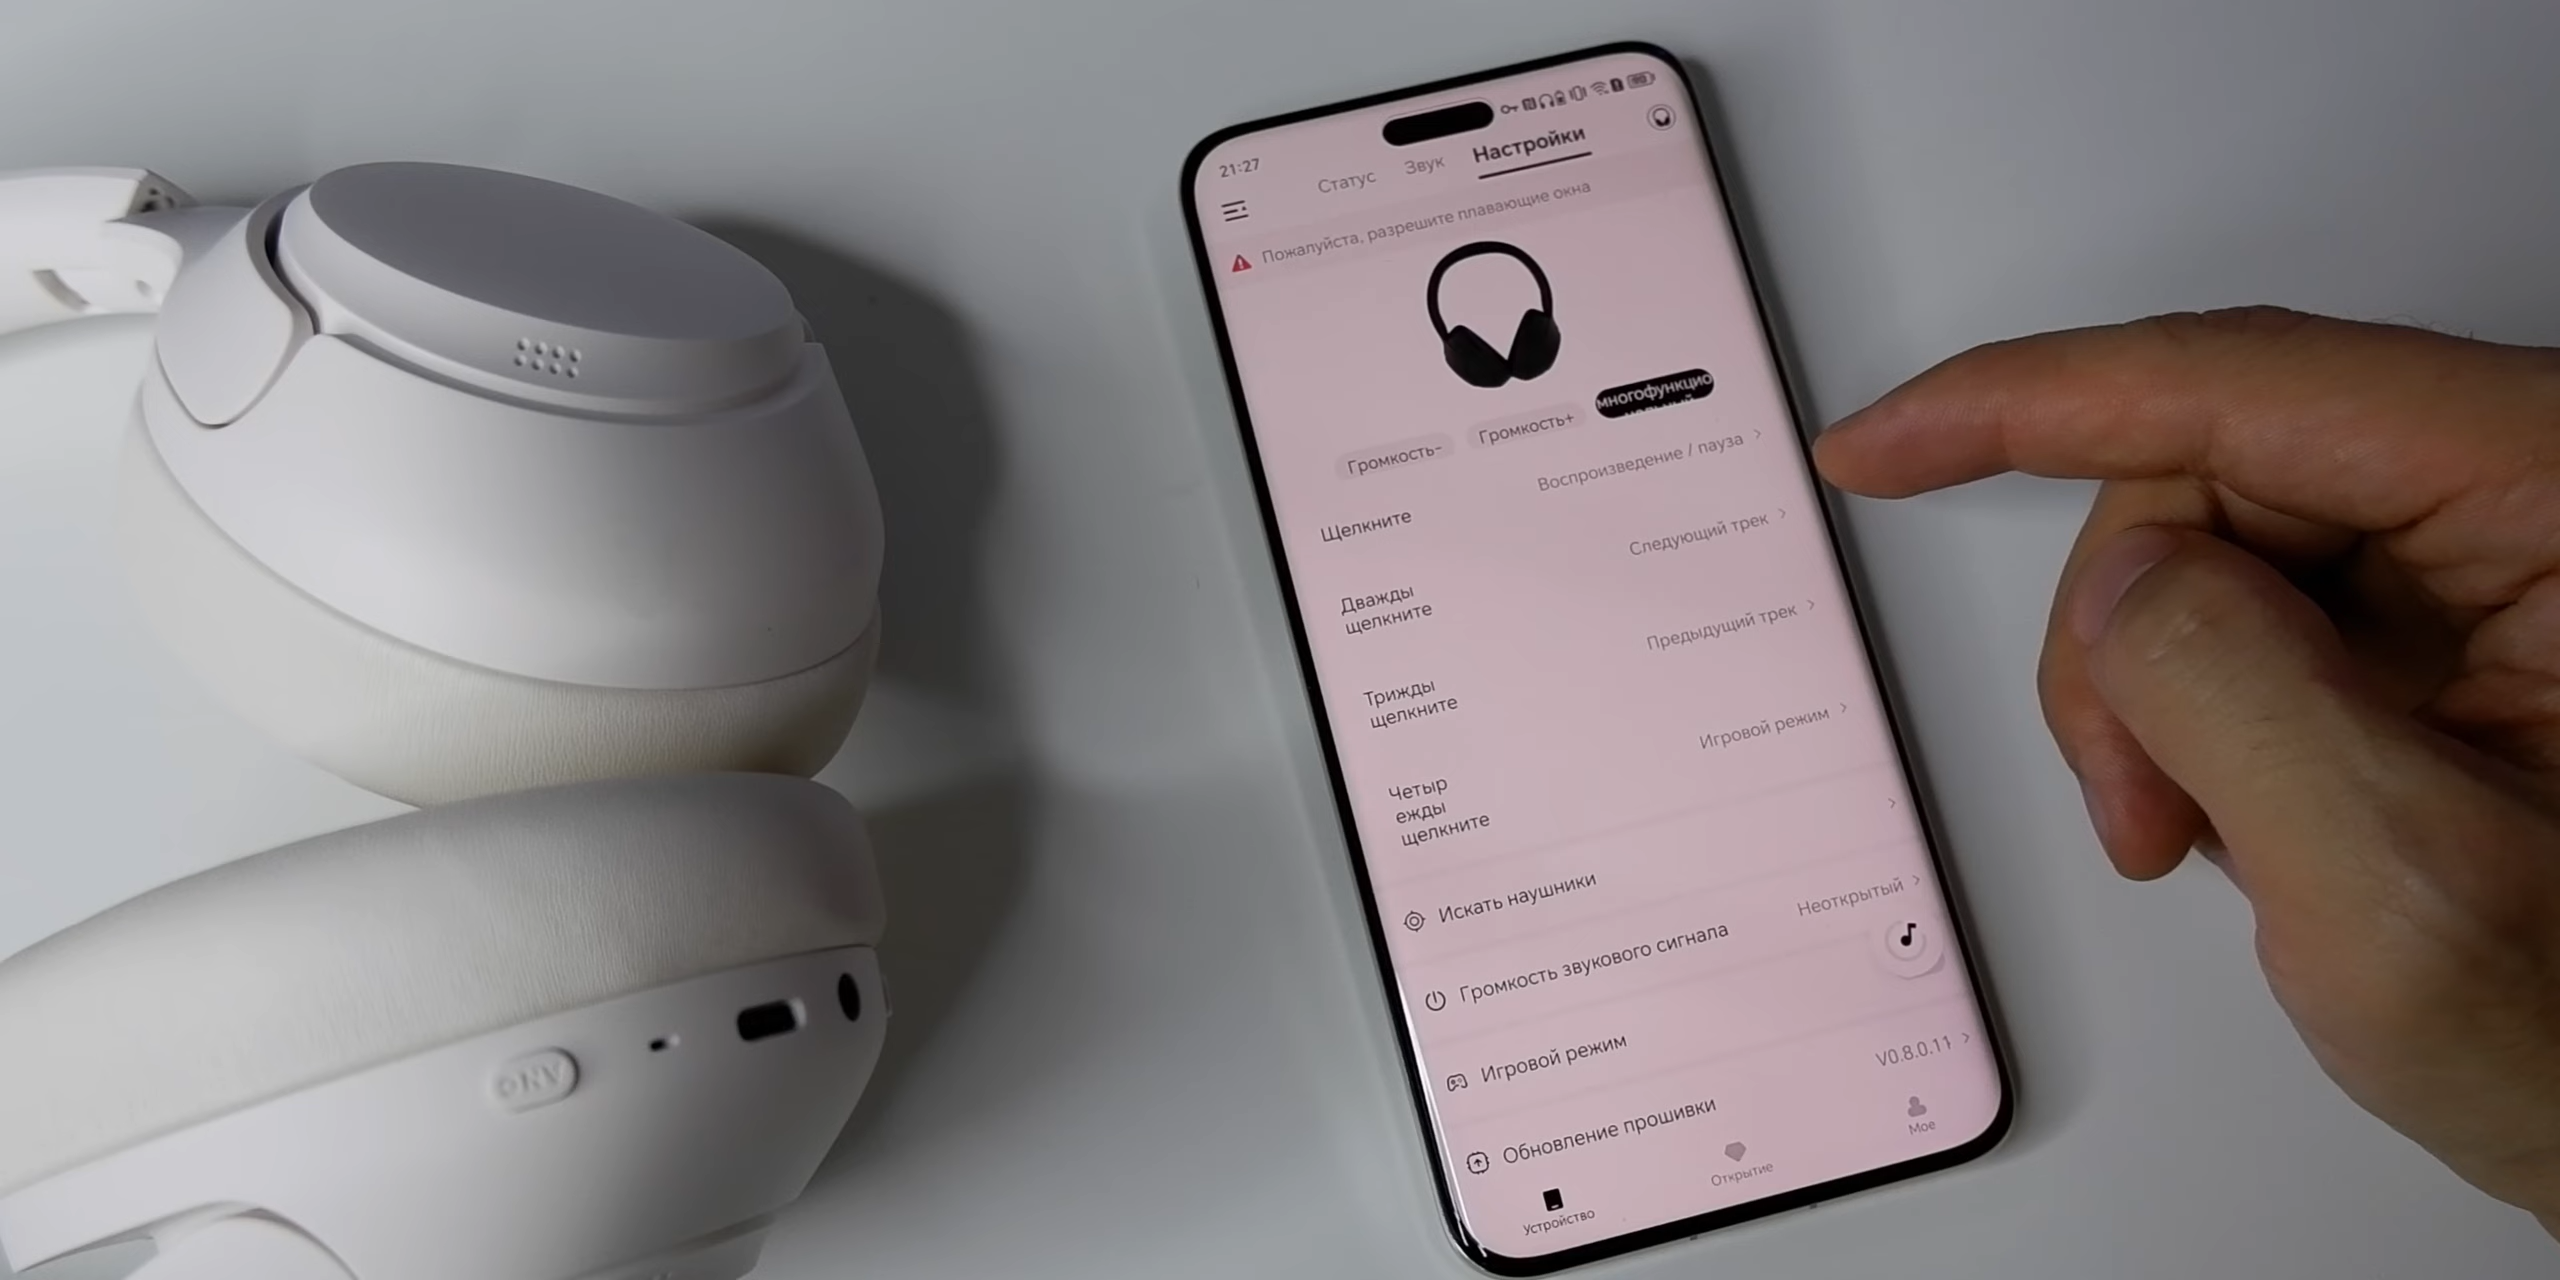 21:27
Статус
Звук
Настройки
Пожалуйста, разрешите плавающие окна
Громкость-
Громкость+
многофункцио
нальный
Щелкните
Воспроизведение / пауза
Дважды
щелкните
Следующий трек
Трижды
щелкните
Предыдущий трек
Четыр
ежды
щелкните
Игровой режим
Искать наушники
Громкость звукового сигнала
Неоткрытый
Игровой режим
Обновление прошивки
V0.8.0.11
Устройство
Открытие
Мое
ANC